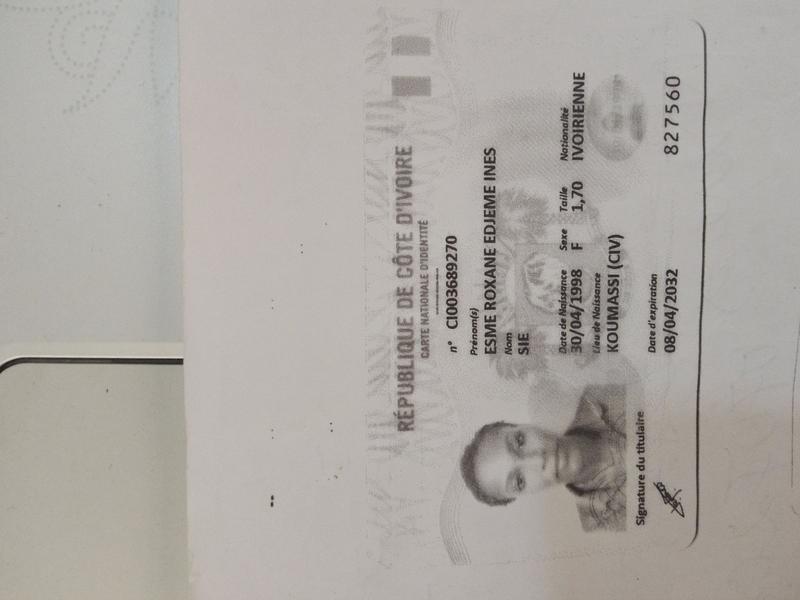 RÉPUBLIQUE DE CÔTE D'IVOIRE
CARTE NATIONALE D'IDENTITÉ
n° CI003689270
Prénom(s)
ESME ROXANE EDJEME INES
Nom
SIE
Date de Naissance Sexe Taille Nationalité
30/04/1998 F 1,70 IVOIRIENNE
Lieu de Naissance
KOUMASSI (CIV)
Date d'expiration
08/04/2032
827560
Signature du titulaire